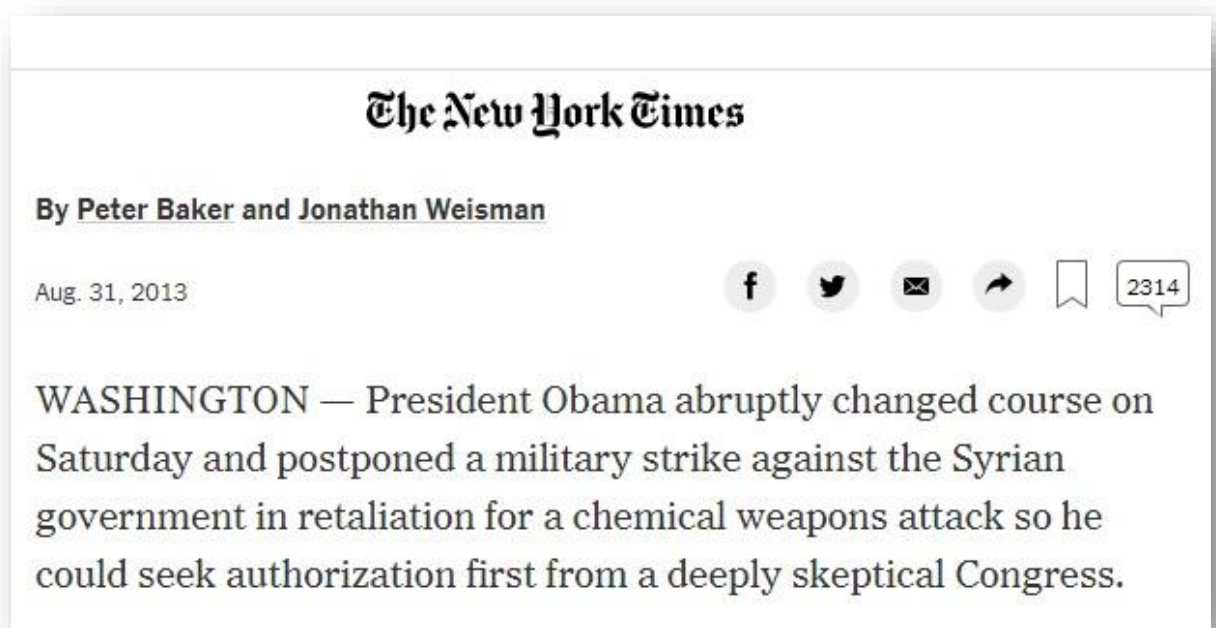 The New York Times
By Peter Baker and Jonathan Weisman
Aug. 31, 2013
2314
WASHINGTON — President Obama abruptly changed course on
Saturday and postponed a military strike against the Syrian
government in retaliation for a chemical weapons attack so he
could seek authorization first from a deeply skeptical Congress.